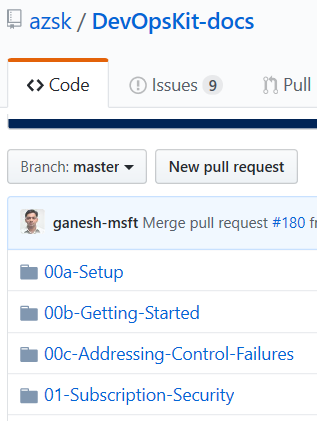 azsk / DevOpsKit-docs
<> Code Issues 9 Pull
Branch: master New pull request
ganesh-msft Merge pull request #180 fr
00a-Setup
00b-Getting-Started
00c-Addressing-Control-Failures
01-Subscription-Security